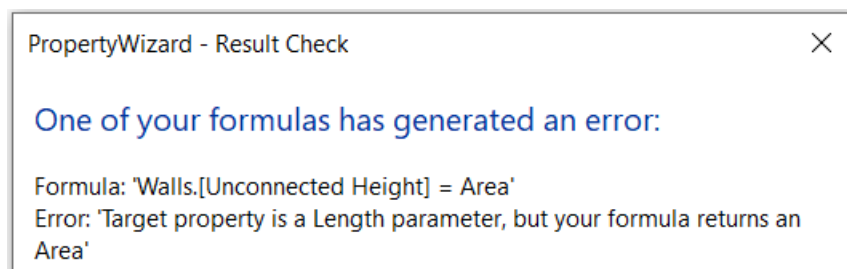 PropertyWizard - Result Check
One of your formulas has generated an error:
Formula: 'Walls.[Unconnected Height] = Area'
Error: 'Target property is a Length parameter, but your formula returns an
Area'